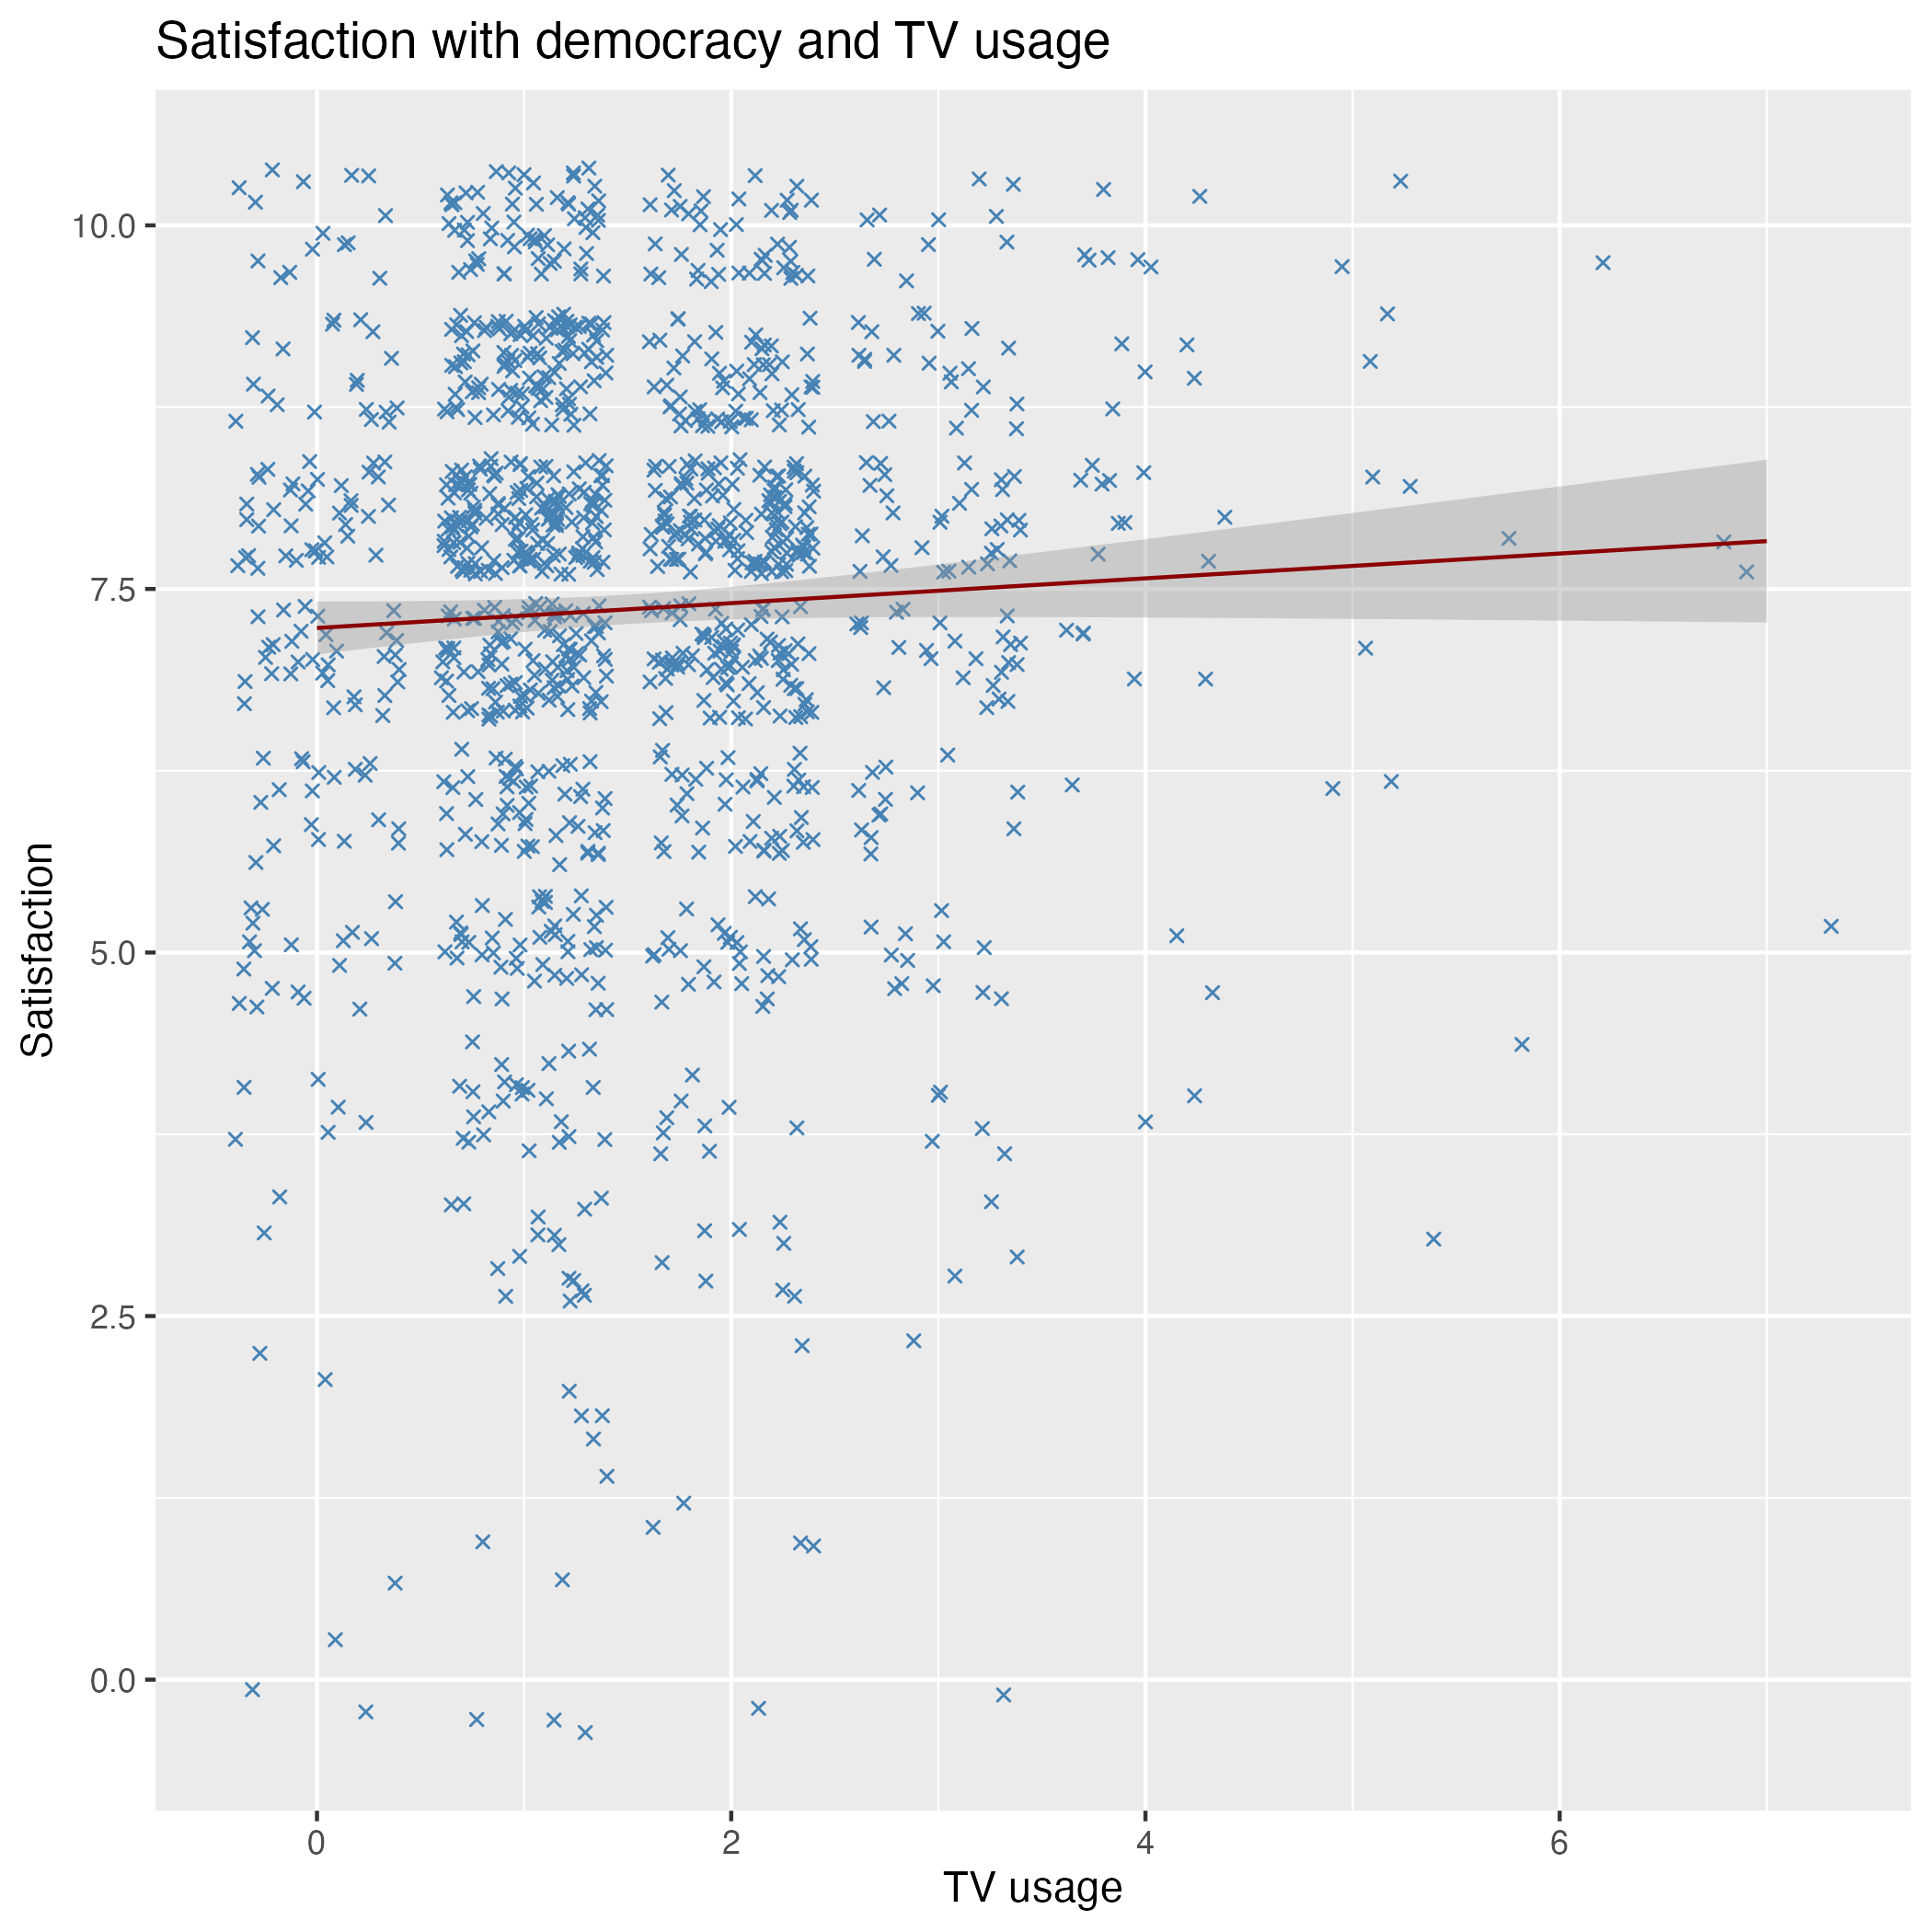 Satisfaction with democracy and TV usage
10.0
7.5
5.0
2.5
0.0
Satisfaction
0 2 4 6
TV usage